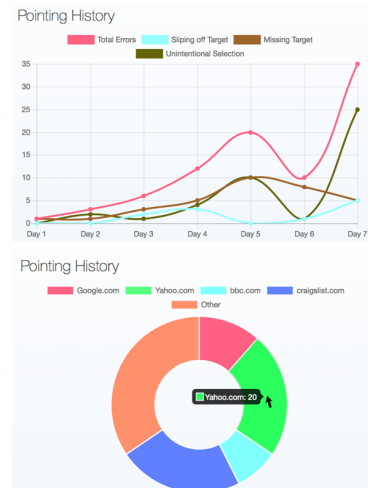 Pointing History
Total Errors Sliping off Target Missing Target
Unintentional Selection
35
30
25
20
15
10
5
0
Day 1 Day 2 Day 3 Day 4 Day 5 Day 6 Day 7
Pointing History
Google.com Yahoo.com bbc.com craigslist.com
Other
Yahoo.com: 20